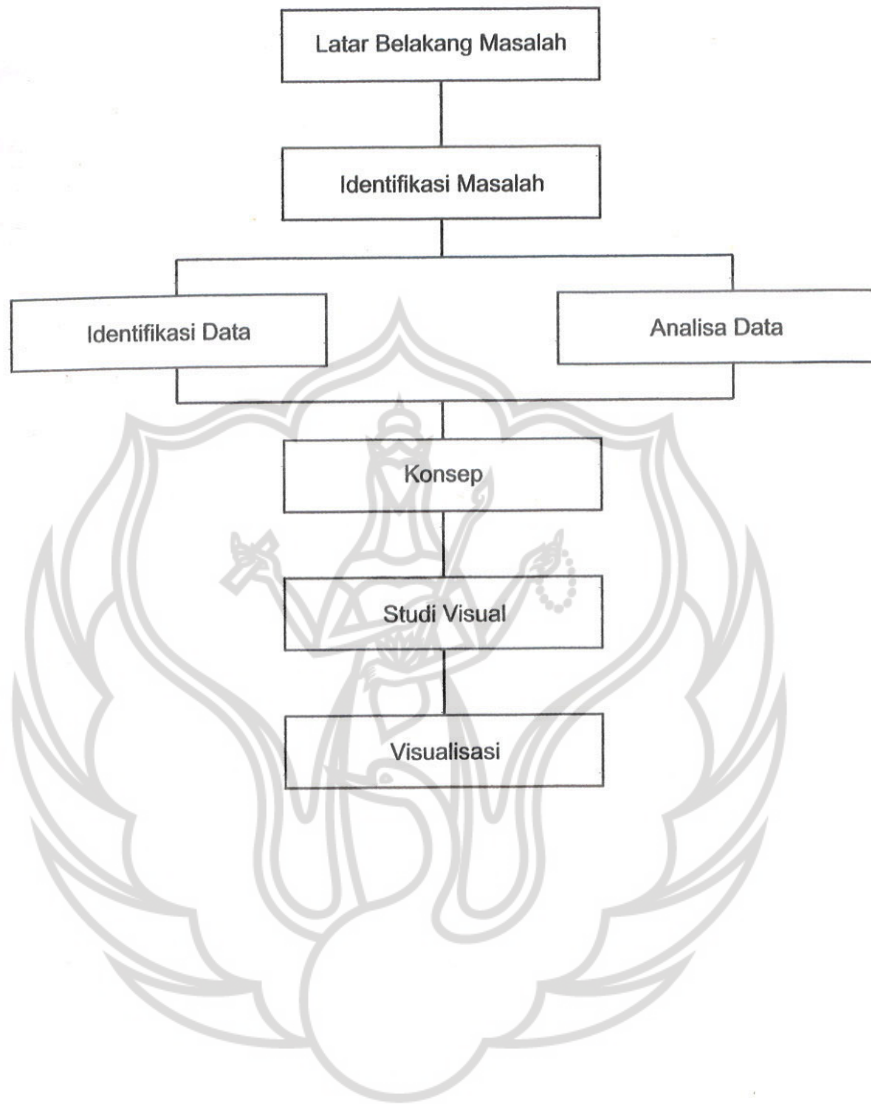 Latar Belakang Masalah
Identifikasi Masalah
Identifikasi Data
Analisa Data
Konsep
Studi Visual
Visualisasi